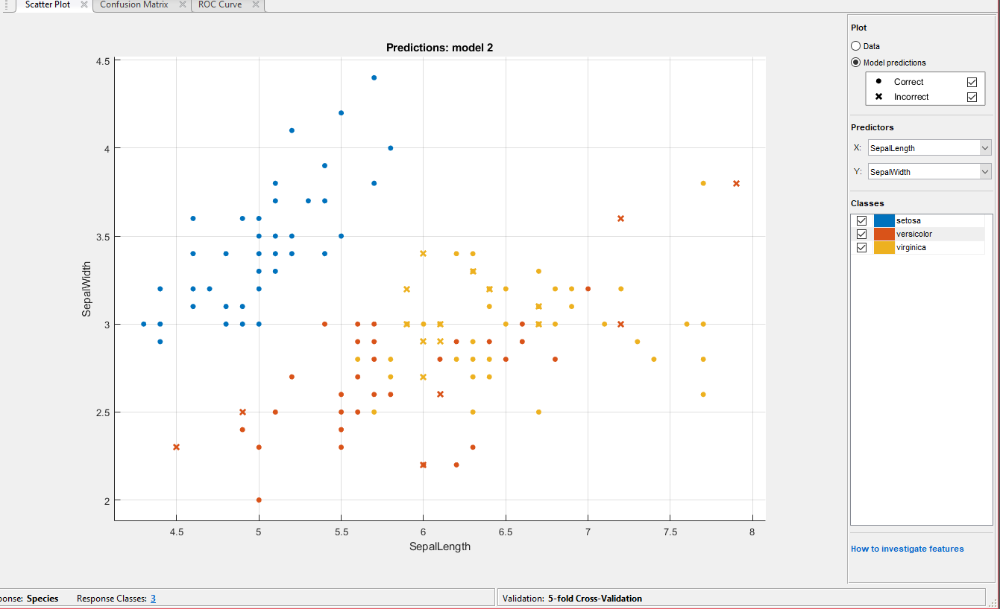 Scatter Plot Confusion Matrix ROC Curve
Predictions: model 2
4.5
4
3.5
3
2.5
2
SepalWidth
4.5 5 5.5 6 6.5 7 7.5 8
SepalLength
Plot
Data
Model predictions
Correct
Incorrect
Predictors
X: SepalLength
Y: SepalWidth
Classes
setosa
versicolor
virginica
How to investigate features
onse: Species Response Classes: 3 Validation: 5-fold Cross-Validation